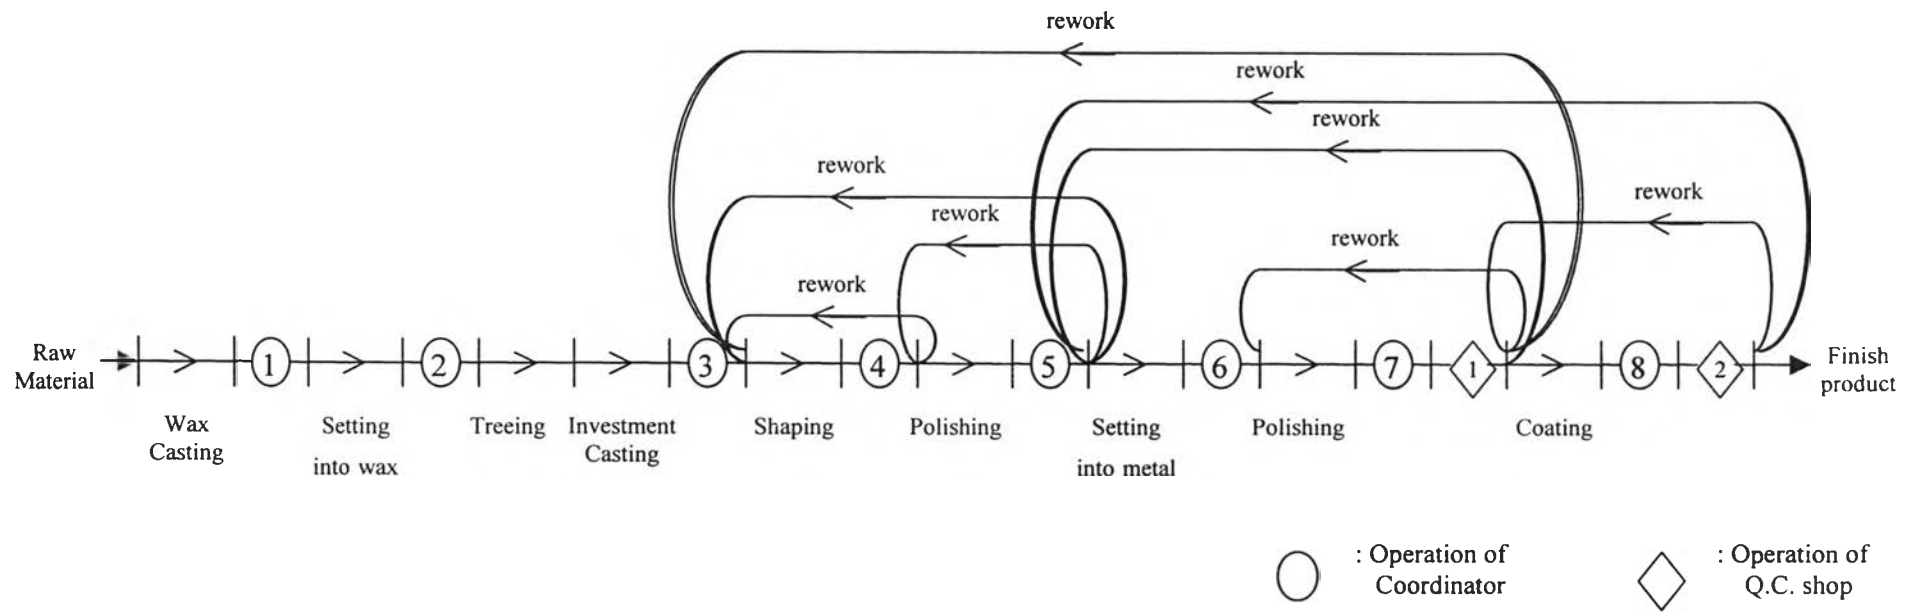 rework
rework
rework
rework
rework
rework
rework
rework
Raw
Material
1
2
3
4
5
6
7
1
8
2
Finish
product
Wax
Casting
Setting
into wax
Treeing
Investment
Casting
Shaping
Polishing
Setting
into metal
Polishing
Coating
: Operation of
Coordinator
: Operation of
Q.C. shop